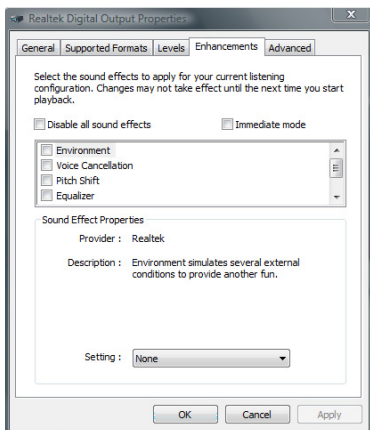 Realtek Digital Output Properties
General Supported Formats Levels Enhancements Advanced
Select the sound effects to apply for your current listening
configuration. Changes may not take effect until the next time you start
playback.
Disable all sound effects Immediate mode
Environment
Voice Cancellation
Pitch Shift
Equalizer
Sound Effect Properties
Provider : Realtek
Description : Environment simulates several external
conditions to provide another fun.
Setting : None
OK Cancel Apply